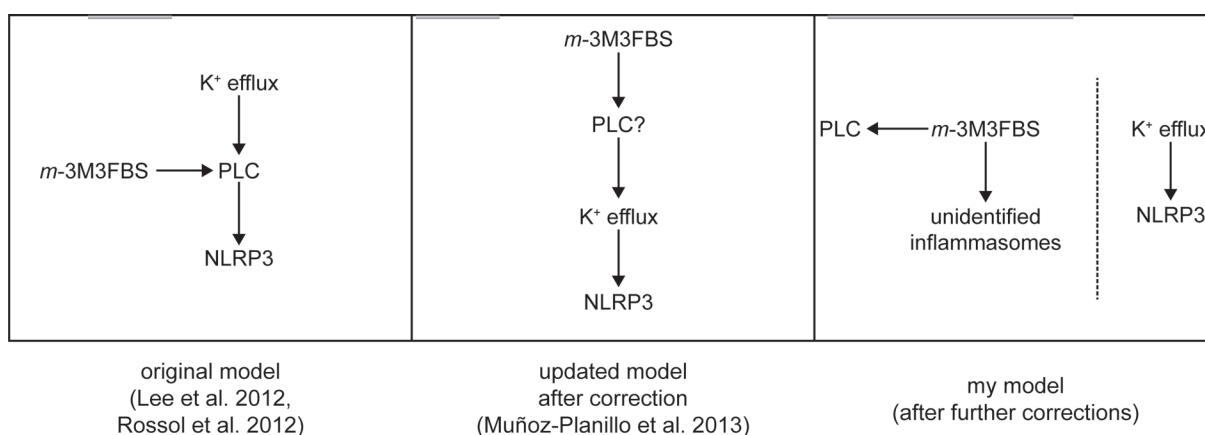 K⁺ efflux
m-3M3FBS
PLC
NLRP3
original model
(Lee et al. 2012,
Rossol et al. 2012)
m-3M3FBS
PLC?
K⁺ efflux
NLRP3
updated model
after correction
(Muñoz-Planillo et al. 2013)
PLC
m-3M3FBS
unidentified
inflammasomes
K⁺ efflux
NLRP3
my model
(after further corrections)